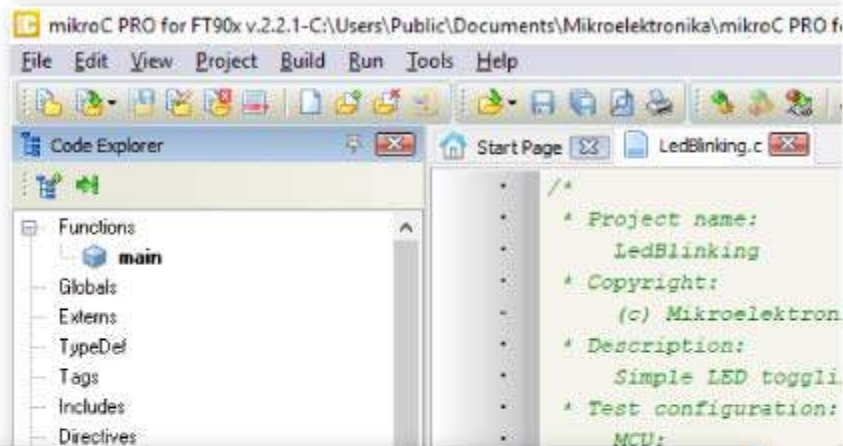 mikroC PRO for FT90x v.2.2.1-C:\Users\Public\Documents\Mikroelektronika\mikroC PRO f
File Edit View Project Build Run Tools Help
Code Explorer
Start Page
LedBlinking.c
Functions
main
Globals
Externs
TypeDef
Tags
Includes
Directives
/*
* Project name:
LedBlinking
* Copyright:
(c) Mikroelektron
* Description:
Simple LED toggli
* Test configuration:
MCU: